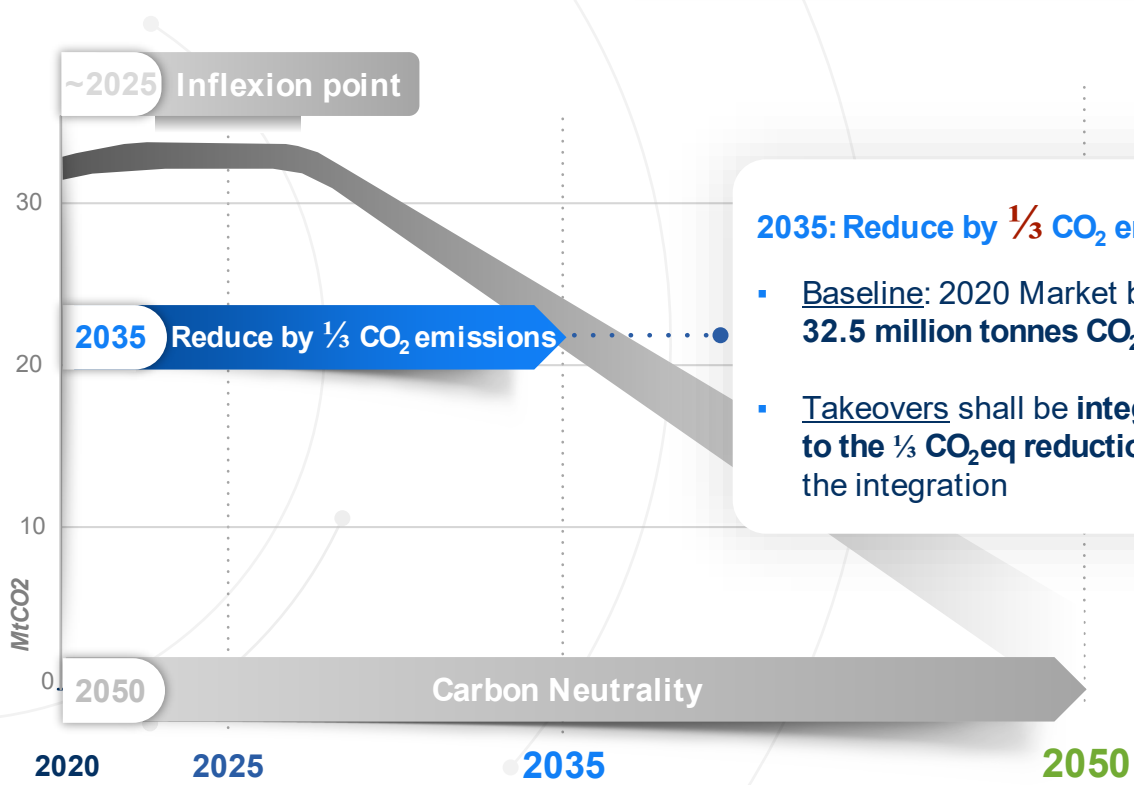 ~2025 Inflexion point
30
2035: Reduce by ⅓ CO₂ e
Baseline: 2020 Market
32.5 million tonnes CO₂
2035 Reduce by ⅓ CO₂ emissions
20
Takeovers shall be
to the ⅓ CO₂eq
the integration
10
MtCO2
0
2050 Carbon Neutrality
2020 2025 2035 2050